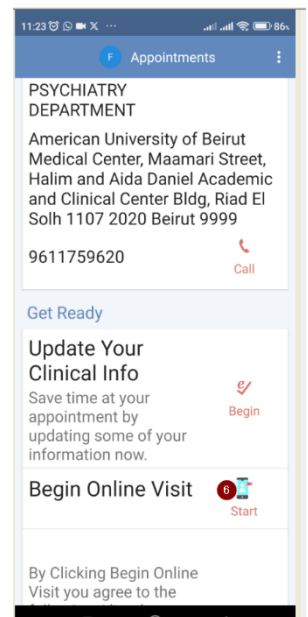 11:23 X ... 86%
F Appointments
PSYCHIATRY
DEPARTMENT
American University of Beirut
Medical Center, Maamari Street,
Halim and Aida Daniel Academic
and Clinical Center Bldg, Riad El
Solh 1107 2020 Beirut 9999
9611759620
Call
Get Ready
Update Your
Clinical Info
Save time at your
appointment by
updating some of your
information now.
Begin
Begin Online Visit
6
Start
By Clicking Begin Online
Visit you agree to the